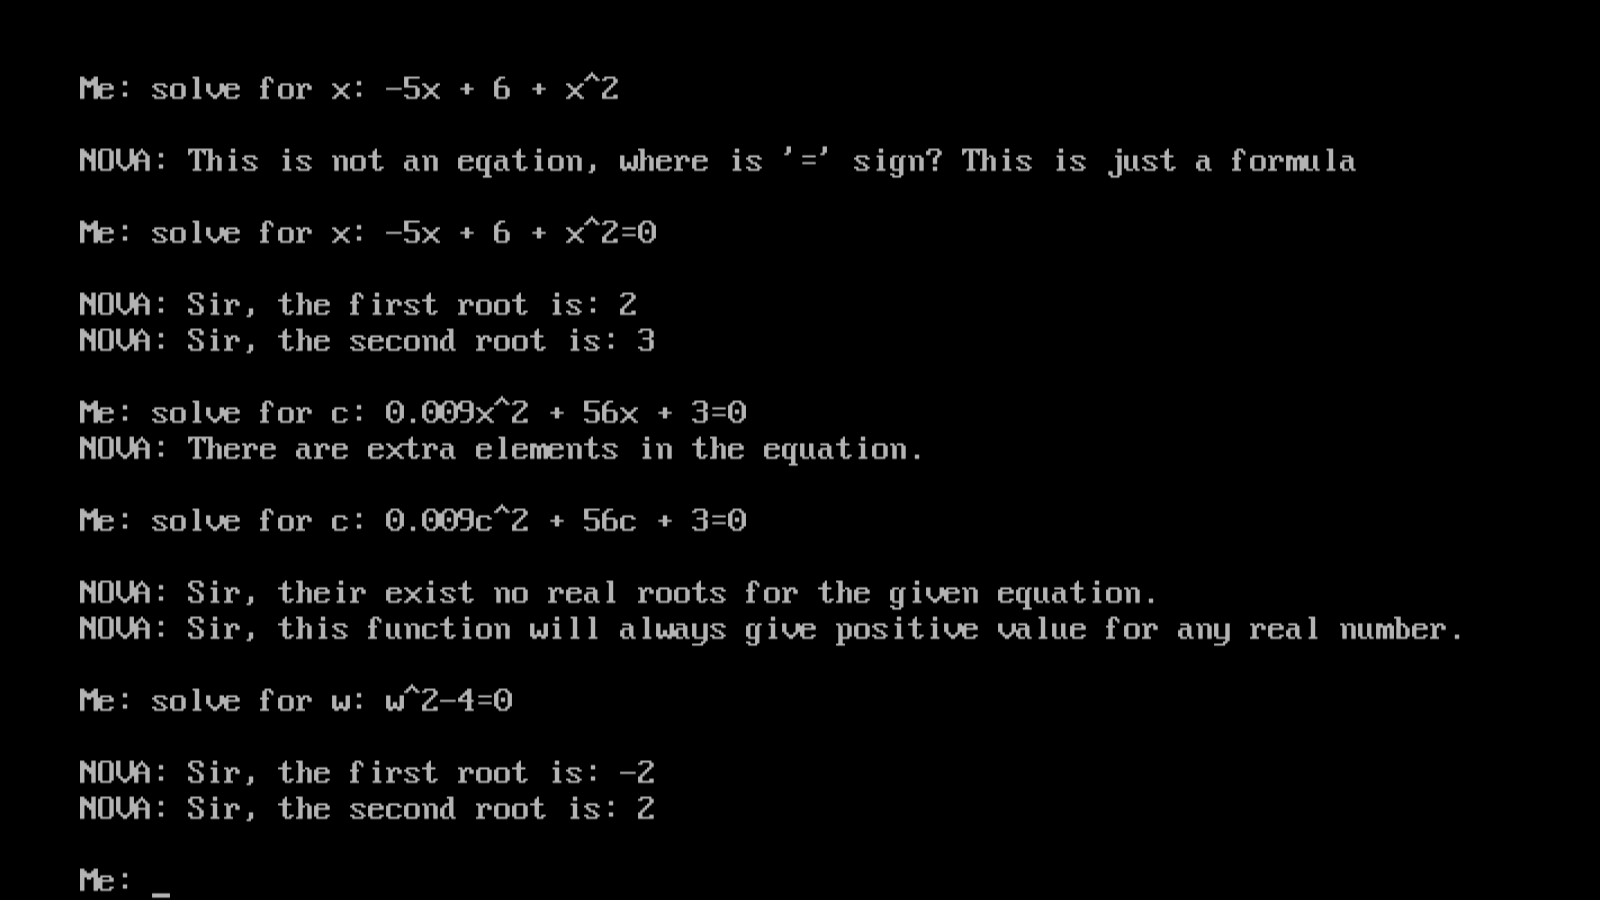 Me: solve for x: -5x + 6 + x^2
NOVA: This is not an eqation, where is '=' sign? This is just a formula
Me: solve for x: -5x + 6 + x^2=0
NOVA: Sir, the first root is: 2
NOVA: Sir, the second root is: 3
Me: solve for c: 0.009x^2 + 56x + 3=0
NOVA: There are extra elements in the equation.
Me: solve for c: 0.009c^2 + 56c + 3=0
NOVA: Sir, their exist no real roots for the given equation.
NOVA: Sir, this function will always give positive value for any real number.
Me: solve for w: w^2-4=0
NOVA: Sir, the first root is: -2
NOVA: Sir, the second root is: 2
Me: _